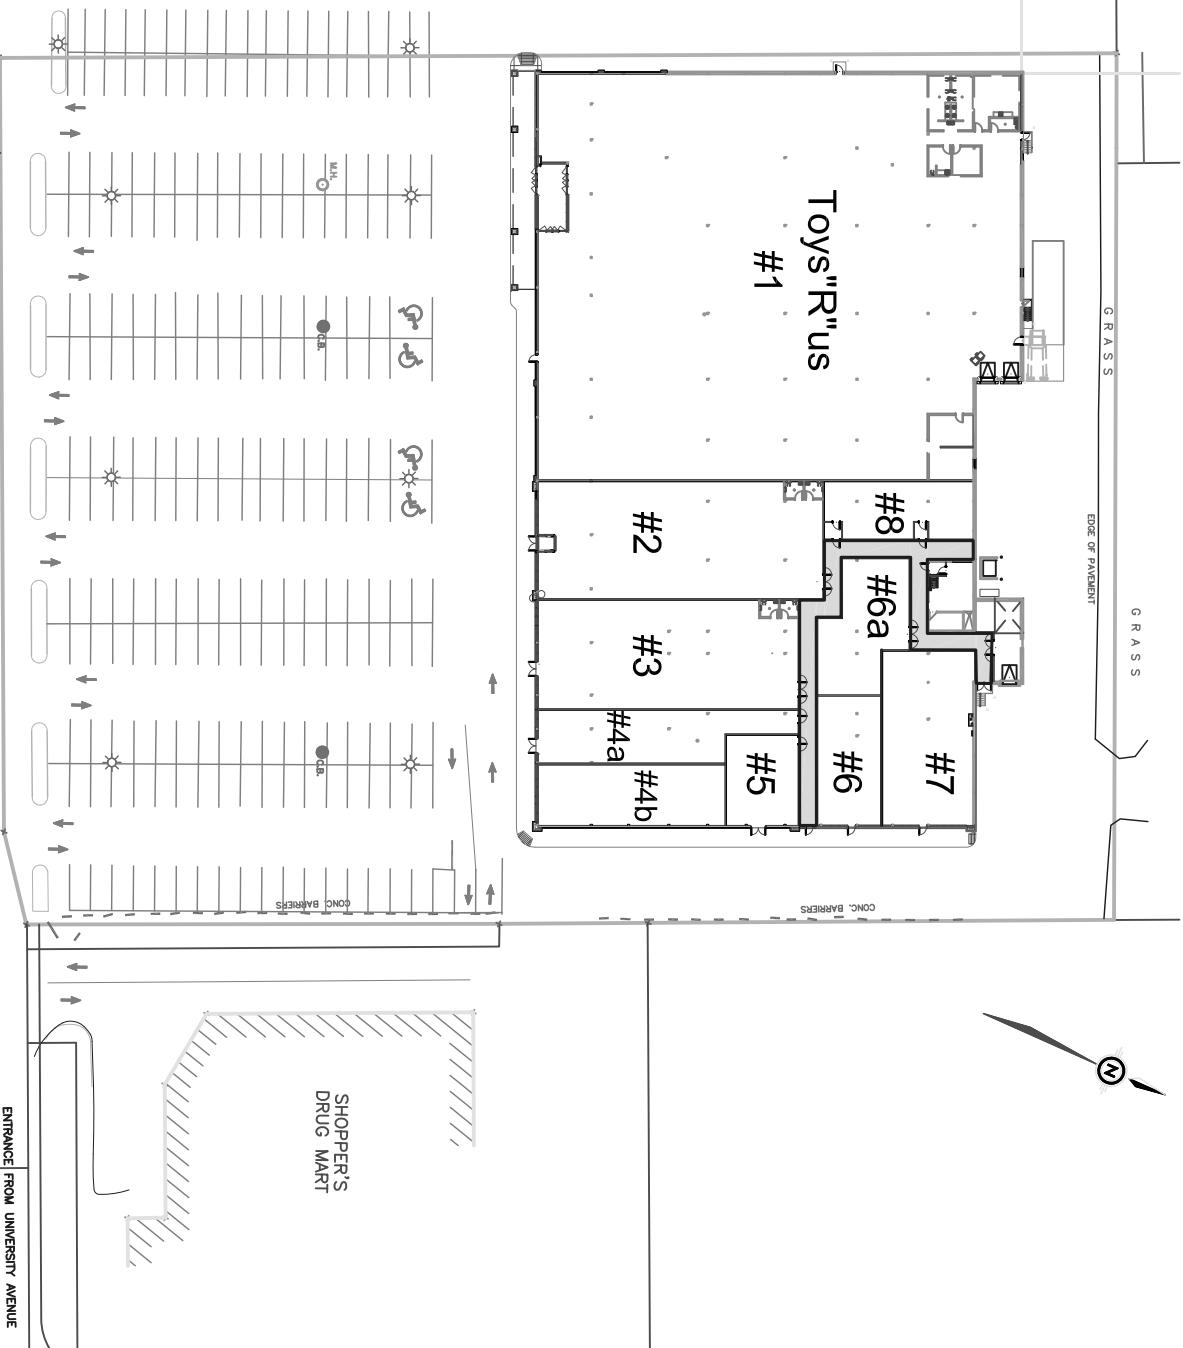 Toys"R"us
#1
#2
#3
#4a
#4b
#5
#6
#6a
#7
#8
M.H.
C.B.
C.B.
GRASS
GRASS
EDGE OF PAVEMENT
CONC. BARRIERS
CONC. BARRIERS
SHOPPER'S
DRUG MART
ENTRANCE FROM UNIVERSITY AVENUE
N